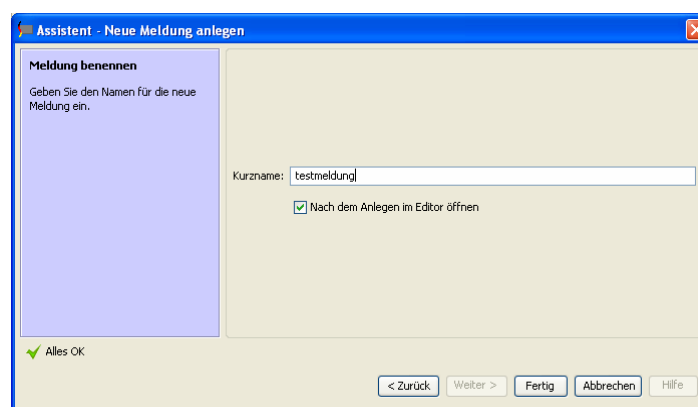 Assistent - Neue Meldung anlegen
Meldung benennen
Geben Sie den Namen für die neue
Meldung ein.
Kurzname: testmeldung
Nach dem Anlegen im Editor öffnen
Alles OK
< Zurück Weiter > Fertig Abbrechen Hilfe